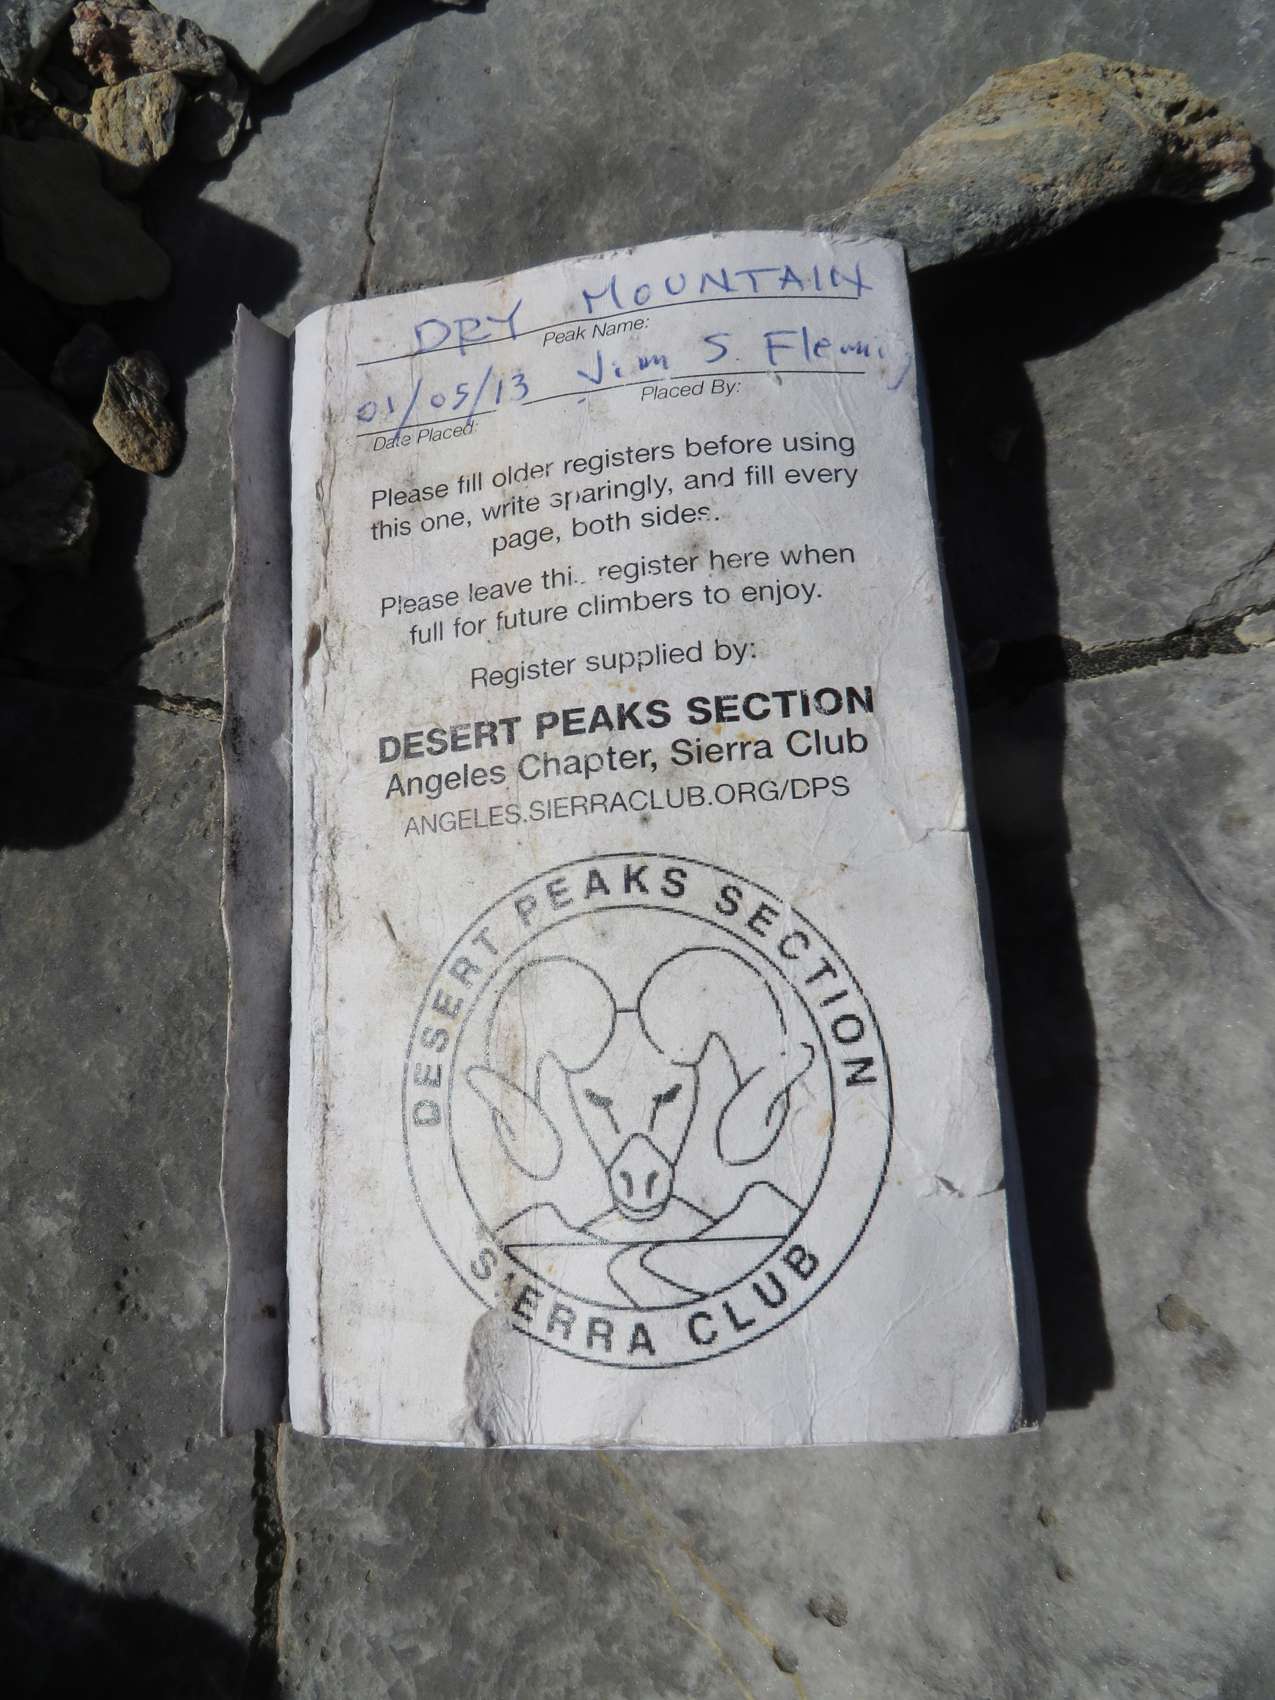 DRY MOUNTAIN
Peak Name:
01/05/13 Jim S. Fleming
Date Placed: Placed By:
Please fill older registers before using
this one, write sparingly, and fill every
page, both sides.
Please leave this register here when
full for future climbers to enjoy.
Register supplied by:
DESERT PEAKS SECTION
Angeles Chapter, Sierra Club
ANGELES.SIERRACLUB.ORG/DPS
DESERT PEAKS SECTION
SIERRA CLUB